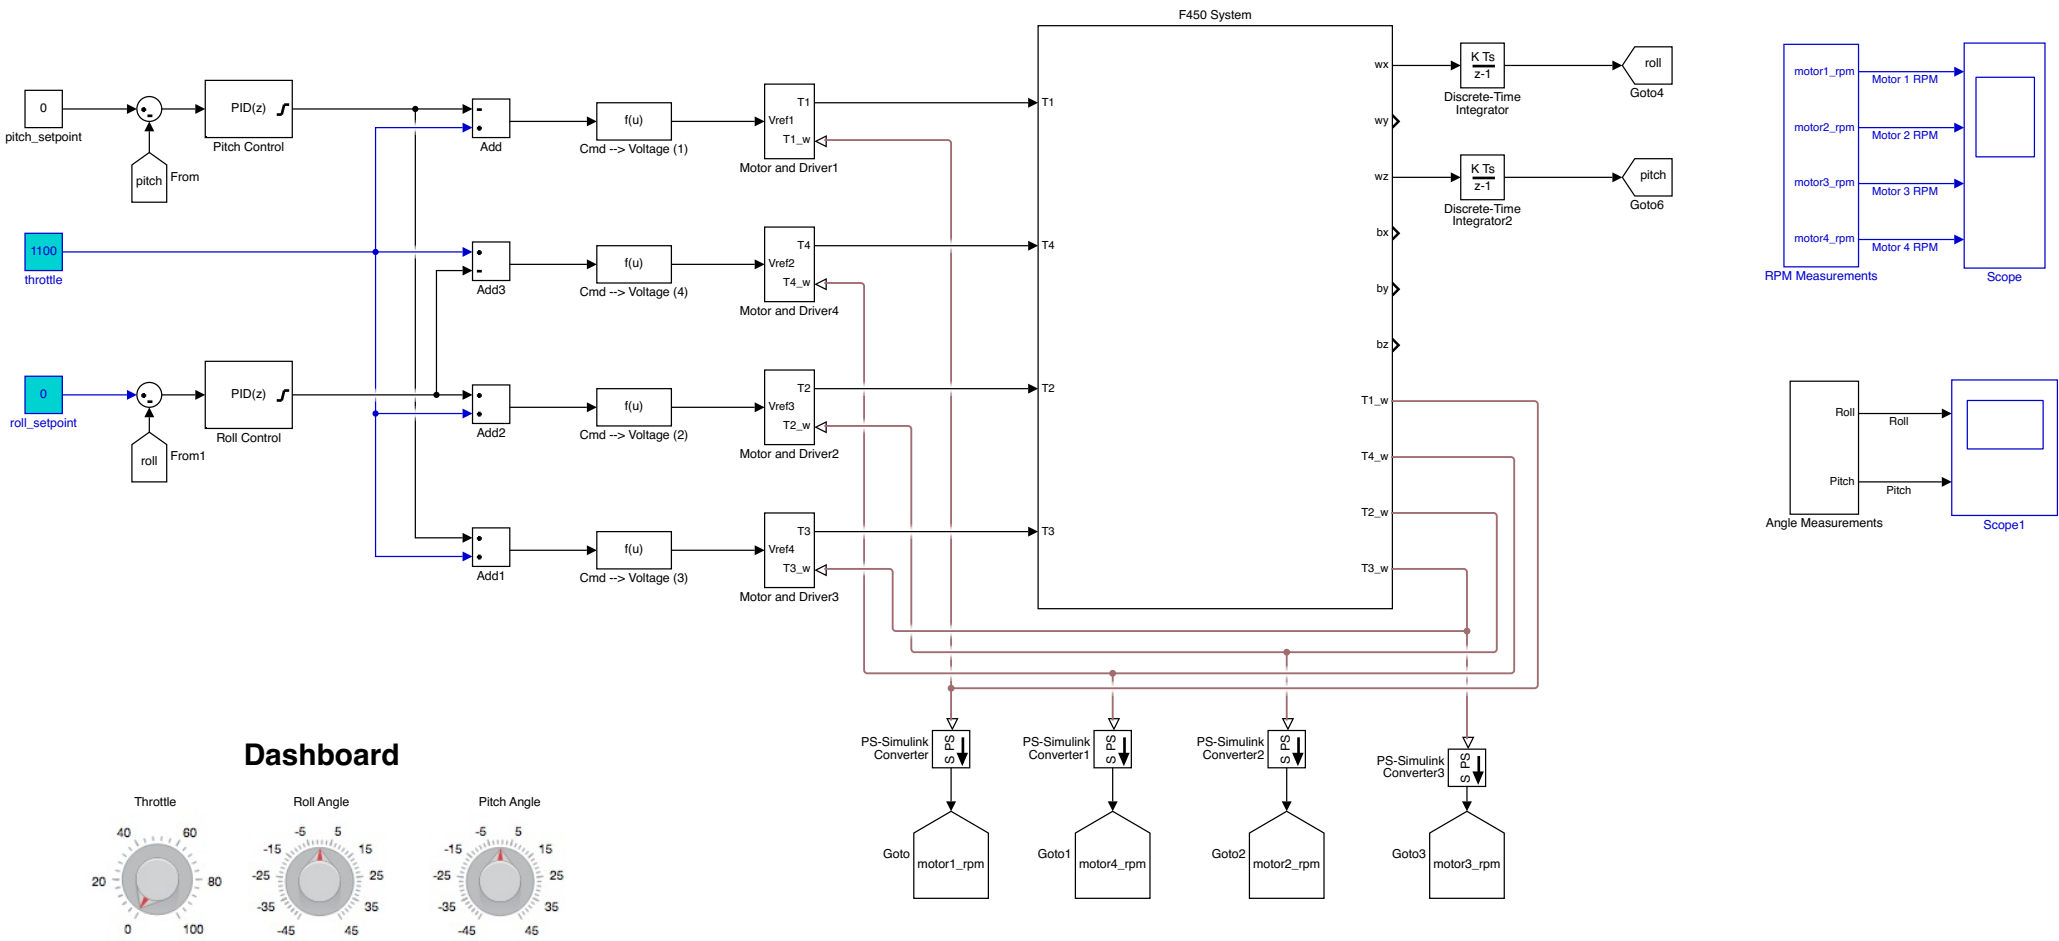 F450 System
0
pitch_setpoint
pitch
From
PID(z)
Pitch Control
-
Add
f(u)
Cmd --> Voltage (1)
T1
Vref1
T1_w
Motor and Driver1
1100
throttle
-
Add3
f(u)
Cmd --> Voltage (4)
T4
Vref2
T4_w
Motor and Driver4
0
roll_setpoint
-
roll
From1
PID(z)
Roll Control
Add2
f(u)
Cmd --> Voltage (2)
T2
Vref3
T2_w
Motor and Driver2
Add1
f(u)
Cmd --> Voltage (3)
T3
Vref4
T3_w
Motor and Driver3
T1
T4
T2
T3
wx
wy
wz
bx
by
bz
T1_w
T4_w
T2_w
T3_w
K Ts
z-1
Discrete-Time
Integrator
roll
Goto4
K Ts
z-1
Discrete-Time
Integrator2
pitch
Goto6
motor1_rpm
motor2_rpm
motor3_rpm
motor4_rpm
RPM Measurements
Motor 1 RPM
Motor 2 RPM
Motor 3 RPM
Motor 4 RPM
Scope
Roll
Pitch
Angle Measurements
Roll
Pitch
Scope1
PS-Simulink
Converter
S PS
Goto
motor1_rpm
PS-Simulink
Converter1
S PS
Goto1
motor4_rpm
PS-Simulink
Converter2
S PS
Goto2
motor2_rpm
PS-Simulink
Converter3
S PS
Goto3
motor3_rpm
Dashboard
Throttle
0
20
40
60
80
100
Roll Angle
-45
-35
-25
-15
-5
5
15
25
35
45
Pitch Angle
-45
-35
-25
-15
-5
5
15
25
35
45